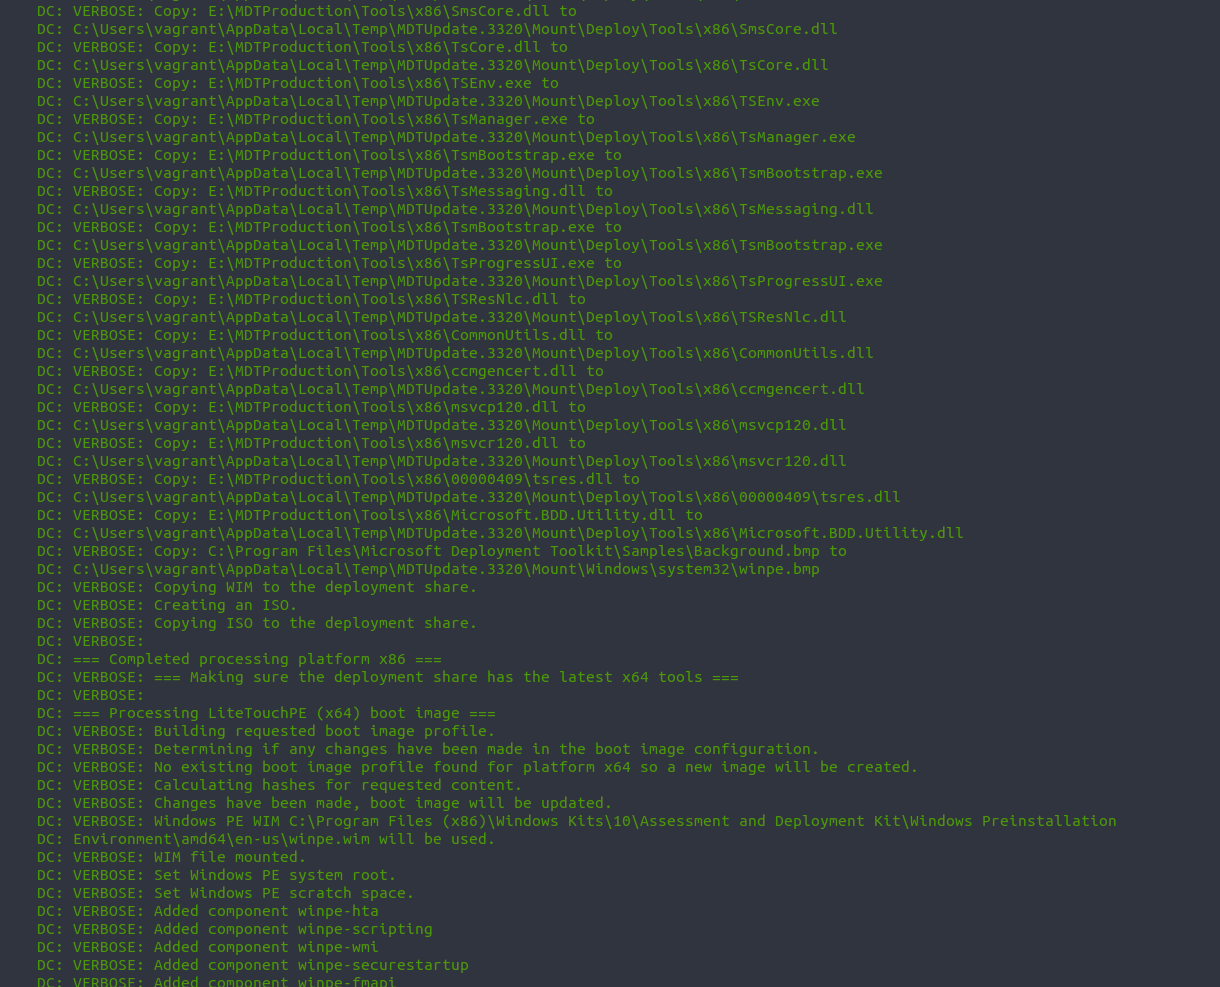 DC: VERBOSE: Copy: E:\MDTProduction\Tools\x86\SmsCore.dll to
DC: C:\Users\vagrant\AppData\Local\Temp\MDTUpdate.3320\Mount\Deploy\Tools\x86\SmsCore.dll
DC: VERBOSE: Copy: E:\MDTProduction\Tools\x86\TsCore.dll to
DC: C:\Users\vagrant\AppData\Local\Temp\MDTUpdate.3320\Mount\Deploy\Tools\x86\TsCore.dll
DC: VERBOSE: Copy: E:\MDTProduction\Tools\x86\TSEnv.exe to
DC: C:\Users\vagrant\AppData\Local\Temp\MDTUpdate.3320\Mount\Deploy\Tools\x86\TSEnv.exe
DC: VERBOSE: Copy: E:\MDTProduction\Tools\x86\TsManager.exe to
DC: C:\Users\vagrant\AppData\Local\Temp\MDTUpdate.3320\Mount\Deploy\Tools\x86\TsManager.exe
DC: VERBOSE: Copy: E:\MDTProduction\Tools\x86\TsmBootstrap.exe to
DC: C:\Users\vagrant\AppData\Local\Temp\MDTUpdate.3320\Mount\Deploy\Tools\x86\TsmBootstrap.exe
DC: VERBOSE: Copy: E:\MDTProduction\Tools\x86\TsMessaging.dll to
DC: C:\Users\vagrant\AppData\Local\Temp\MDTUpdate.3320\Mount\Deploy\Tools\x86\TsMessaging.dll
DC: VERBOSE: Copy: E:\MDTProduction\Tools\x86\TsmBootstrap.exe to
DC: C:\Users\vagrant\AppData\Local\Temp\MDTUpdate.3320\Mount\Deploy\Tools\x86\TsmBootstrap.exe
DC: VERBOSE: Copy: E:\MDTProduction\Tools\x86\TsProgressUI.exe to
DC: C:\Users\vagrant\AppData\Local\Temp\MDTUpdate.3320\Mount\Deploy\Tools\x86\TsProgressUI.exe
DC: VERBOSE: Copy: E:\MDTProduction\Tools\x86\TSResNlc.dll to
DC: C:\Users\vagrant\AppData\Local\Temp\MDTUpdate.3320\Mount\Deploy\Tools\x86\TSResNlc.dll
DC: VERBOSE: Copy: E:\MDTProduction\Tools\x86\CommonUtils.dll to
DC: C:\Users\vagrant\AppData\Local\Temp\MDTUpdate.3320\Mount\Deploy\Tools\x86\CommonUtils.dll
DC: VERBOSE: Copy: E:\MDTProduction\Tools\x86\ccmgencert.dll to
DC: C:\Users\vagrant\AppData\Local\Temp\MDTUpdate.3320\Mount\Deploy\Tools\x86\ccmgencert.dll
DC: VERBOSE: Copy: E:\MDTProduction\Tools\x86\msvcp120.dll to
DC: C:\Users\vagrant\AppData\Local\Temp\MDTUpdate.3320\Mount\Deploy\Tools\x86\msvcp120.dll
DC: VERBOSE: Copy: E:\MDTProduction\Tools\x86\msvcr120.dll to
DC: C:\Users\vagrant\AppData\Local\Temp\MDTUpdate.3320\Mount\Deploy\Tools\x86\msvcr120.dll
DC: VERBOSE: Copy: E:\MDTProduction\Tools\x86\00000409\tsres.dll to
DC: C:\Users\vagrant\AppData\Local\Temp\MDTUpdate.3320\Mount\Deploy\Tools\x86\00000409\tsres.dll
DC: VERBOSE: Copy: E:\MDTProduction\Tools\x86\Microsoft.BDD.Utility.dll to
DC: C:\Users\vagrant\AppData\Local\Temp\MDTUpdate.3320\Mount\Deploy\Tools\x86\Microsoft.BDD.Utility.dll
DC: VERBOSE: Copy: C:\Program Files\Microsoft Deployment Toolkit\Samples\Background.bmp to
DC: C:\Users\vagrant\AppData\Local\Temp\MDTUpdate.3320\Mount\Windows\system32\winpe.bmp
DC: VERBOSE: Copying WIM to the deployment share.
DC: VERBOSE: Creating an ISO.
DC: VERBOSE: Copying ISO to the deployment share.
DC: VERBOSE:
DC: === Completed processing platform x86 ===
DC: VERBOSE: === Making sure the deployment share has the latest x64 tools ===
DC: VERBOSE:
DC: === Processing LiteTouchPE (x64) boot image ===
DC: VERBOSE: Building requested boot image profile.
DC: VERBOSE: Determining if any changes have been made in the boot image configuration.
DC: VERBOSE: No existing boot image profile found for platform x64 so a new image will be created.
DC: VERBOSE: Calculating hashes for requested content.
DC: VERBOSE: Changes have been made, boot image will be updated.
DC: VERBOSE: Windows PE WIM C:\Program Files (x86)\Windows Kits\10\Assessment and Deployment Kit\Windows Preinstallation
DC: Environment\amd64\en-us\winpe.wim will be used.
DC: VERBOSE: WIM file mounted.
DC: VERBOSE: Set Windows PE system root.
DC: VERBOSE: Set Windows PE scratch space.
DC: VERBOSE: Added component winpe-hta
DC: VERBOSE: Added component winpe-scripting
DC: VERBOSE: Added component winpe-wmi
DC: VERBOSE: Added component winpe-securestartup
DC: VERBOSE: Added component winpe-fmapi